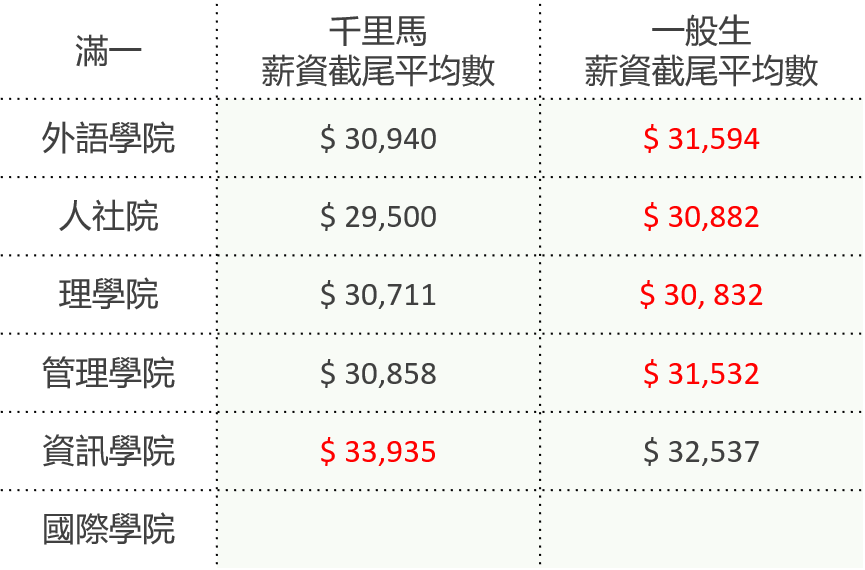 滿一
千里馬
薪資截尾平均數
一般生
薪資截尾平均數
外語學院
$ 30,940
$ 31,594
人社院
$ 29,500
$ 30,882
理學院
$ 30,711
$ 30, 832
管理學院
$ 30,858
$ 31,532
資訊學院
$ 33,935
$ 32,537
國際學院